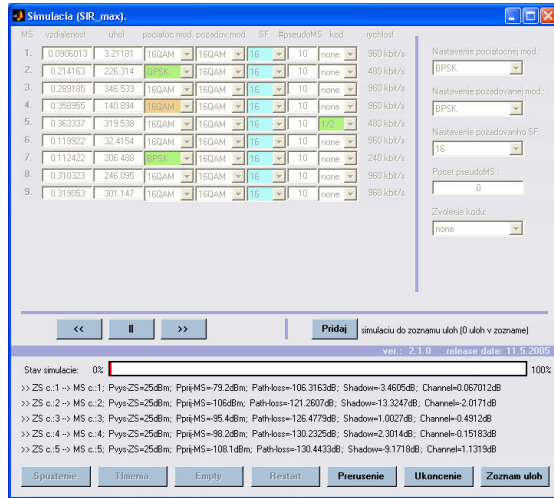 Simulacia (SIR_max).
MS vzdialenost uhol pociatoc mod. pozadov.mod. SF #pseudoMS kod rychlost
1. 0.0906013 3.21181 16QAM 16QAM 16 10 none 960 kbit/s
2. 0.214163 226.314 QPSK 16QAM 16 10 none 480 kbit/s
3. 0.289185 346.533 16QAM 16QAM 16 10 none 960 kbit/s
4. 0.358955 140.894 16QAM 16QAM 16 10 none 960 kbit/s
5. 0.363337 319.538 16QAM 16QAM 16 10 1/2 480 kbit/s
6. 0.119922 32.4154 16QAM 16QAM 16 10 none 960 kbit/s
7. 0.112422 206.488 BPSK 16QAM 16 10 none 240 kbit/s
8. 0.310323 246.095 16QAM 16QAM 16 10 none 960 kbit/s
9. 0.319053 301.147 16QAM 16QAM 16 10 none 960 kbit/s
Nastavenie pociatocnej mod.:
BPSK
Nastavenie pozadovanej mod.:
BPSK
Nastavenie pozadovanho SF:
16
Pocet pseudoMS :
0
Zvolenie kodu:
none
<< II >> Pridaj simulaciu do zoznamu uloh (0 uloh v zozname)
ver.: 2.1.0 release date: 11.5.2005
Stav simulacie: 0% 100%
>> ZS c.:1 --> MS c.:1; Pvys-ZS=25dBm; Pprij-MS=-79.2dBm; Path-loss=-106.3163dB; Shadow=-3.4605dB; Channel=0.067012dB
>> ZS c.:2 --> MS c.:2; Pvys-ZS=25dBm; Pprij-MS=-106dBm; Path-loss=-121.2607dB; Shadow=-13.3247dB; Channel=-2.0171dB
>> ZS c.:3 --> MS c.:3; Pvys-ZS=25dBm; Pprij-MS=-95.4dBm; Path-loss=-126.4779dB; Shadow=1.0027dB; Channel=-0.4912dB
>> ZS c.:4 --> MS c.:4; Pvys-ZS=25dBm; Pprij-MS=-98.2dBm; Path-loss=-130.2325dB; Shadow=2.3014dB; Channel=-0.15183dB
>> ZS c.:5 --> MS c.:5; Pvys-ZS=25dBm; Pprij-MS=-108.1dBm; Path-loss=-130.4433dB; Shadow=-9.1718dB; Channel=1.1319dB
Spustenie Tlmenia Empty Restart Prerusenie Ukoncenie Zoznam uloh